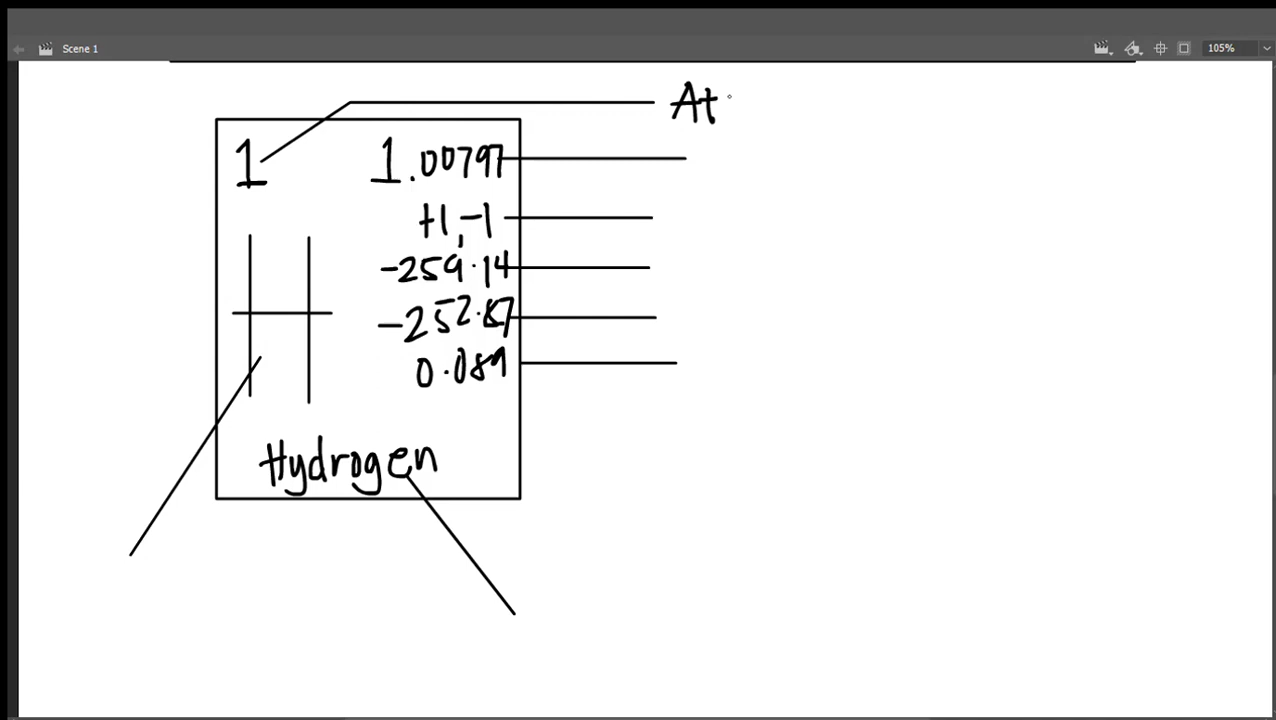 Scene 1
105%
At
1
1.00797
+1,-1
-259.14
-252.87
0.089
H
Hydrogen